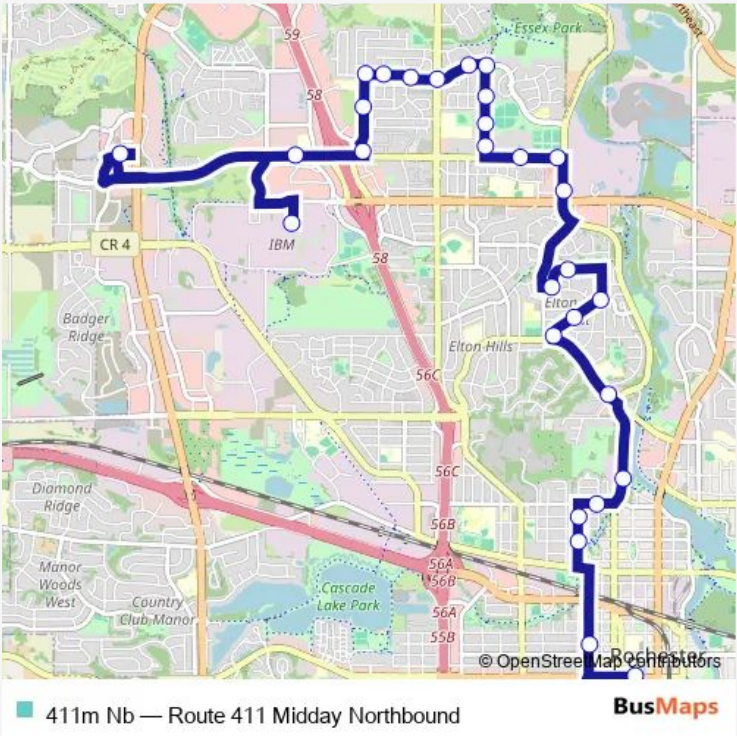 59
Essex Park
58
CR 4
IBM
58
Badger
Ridge
Elton
Elton Hills
56C
56C
Diamond
Ridge
56B
Manor
Woods
West
56A
56B
Cascade
Lake Park
Country
Club Manor
56A
55B
Rochester
© OpenStreetMap contributors
411m Nb — Route 411 Midday Northbound
BusMaps